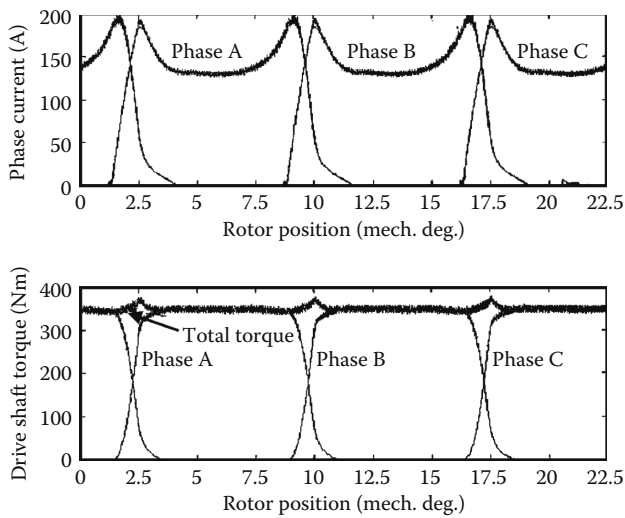 Phase current (A)
200
150
100
50
0
Phase A
Phase B
Phase C
0 2.5 5 7.5 10 12.5 15 17.5 20 22.5
Rotor position (mech. deg.)
Drive shaft torque (Nm)
400
300
200
100
0
Total torque
Phase A
Phase B
Phase C
0 2.5 5 7.5 10 12.5 15 17.5 20 22.5
Rotor position (mech. deg.)